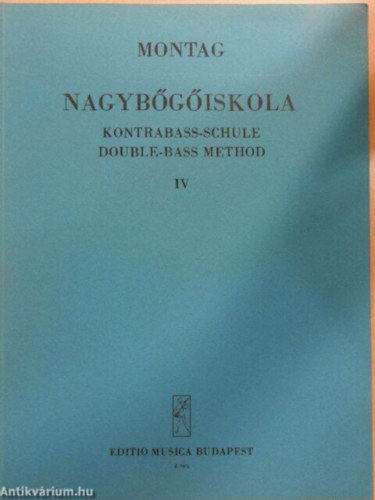 MONTAG
NAGYBŐGŐISKOLA
KONTRABASS-SCHULE
DOUBLE-BASS METHOD
IV
EDITIO MUSICA BUDAPEST
Antikvárium.hu